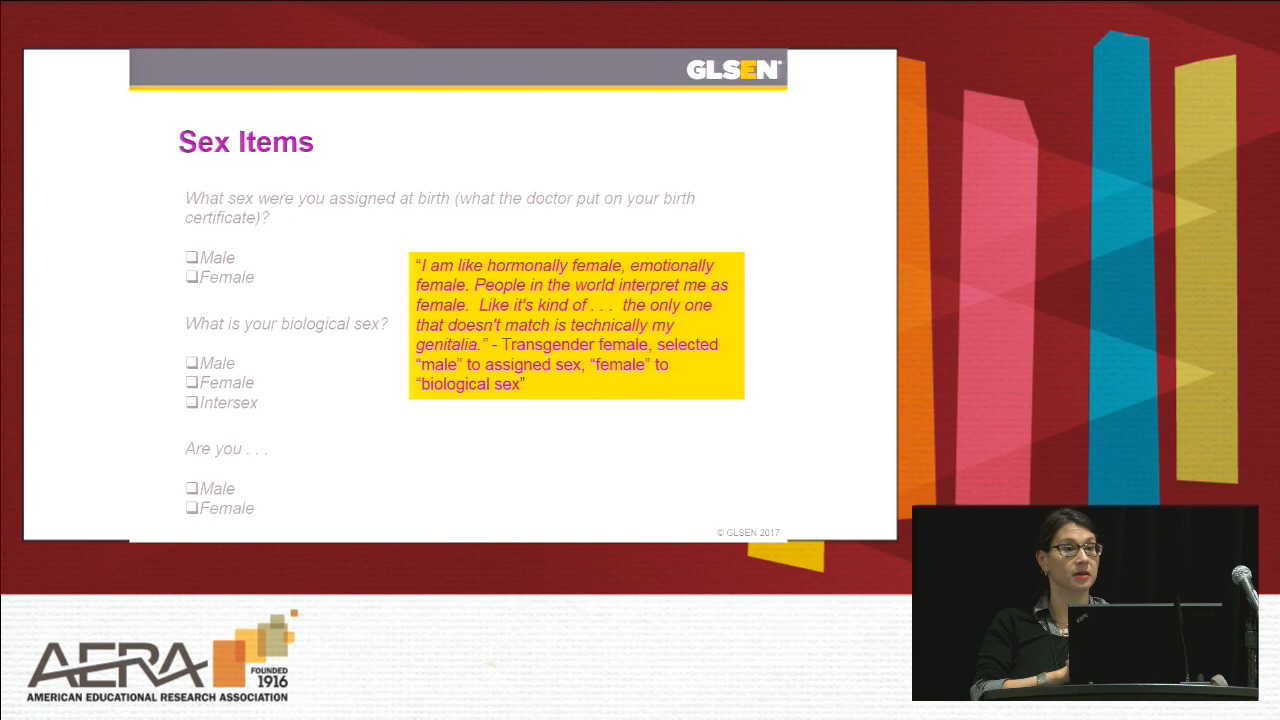 GLSEN®
Sex Items
What sex were you assigned at birth (what the doctor put on your birth
certificate)?
❑Male
❑Female
What is your biological sex?
❑Male
❑Female
❑Intersex
Are you . . .
❑Male
❑Female
“I am like hormonally female, emotionally
female. People in the world interpret me as
female.  Like it's kind of . . .  the only one
that doesn't match is technically my
genitalia.” - Transgender female, selected
“male” to assigned sex, “female” to
“biological sex”
© GLSEN 2017
AERA
FOUNDED
1916
AMERICAN EDUCATIONAL RESEARCH ASSOCIATION